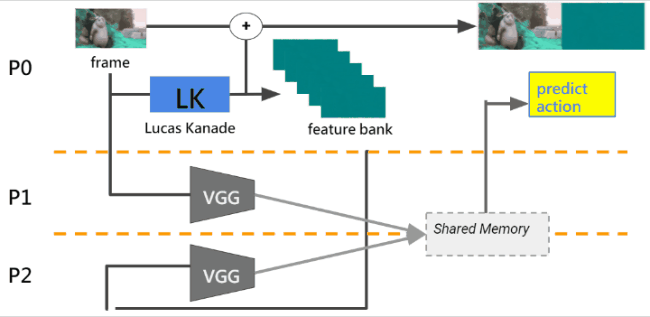 P0
frame
+
LK
Lucas Kanade
feature bank
predict
action
P1
VGG
Shared Memory
P2
VGG